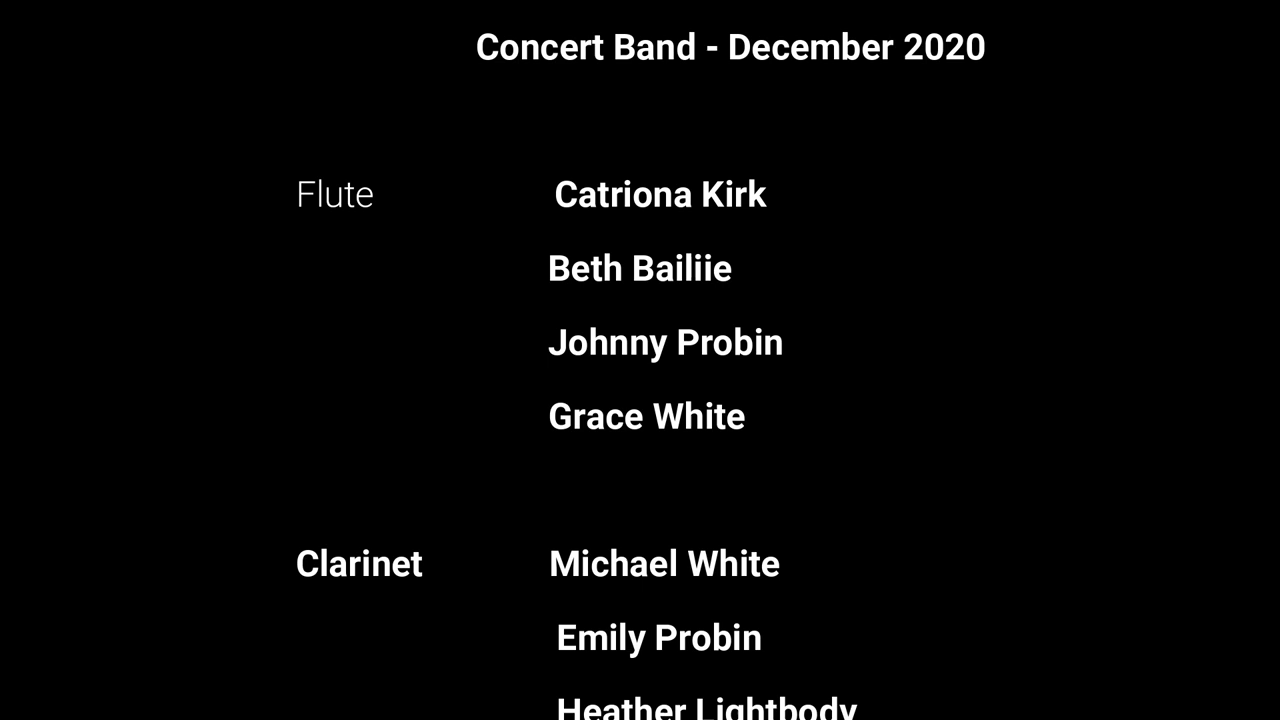 Concert Band - December 2020
Flute Catriona Kirk
Beth Bailiie
Johnny Probin
Grace White
Clarinet Michael White
Emily Probin
Heather Lightbody